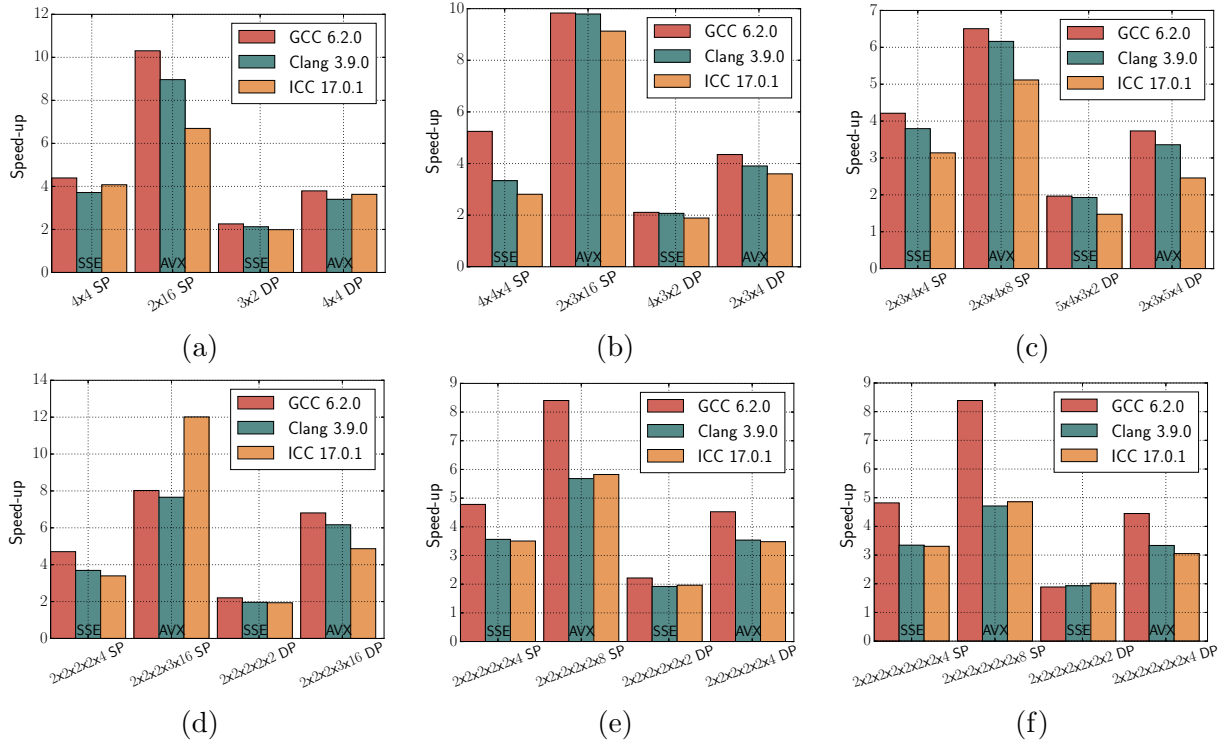 12
10
8
6
4
2
0
Speed-up
GCC 6.2.0
Clang 3.9.0
ICC 17.0.1
SSE
AVX
SSE
AVX
4x4 SP
2x16 SP
3x2 DP
4x4 DP
(a)
10
8
6
4
2
0
Speed-up
GCC 6.2.0
Clang 3.9.0
ICC 17.0.1
SSE
AVX
SSE
AVX
4x4x4 SP
2x3x16 SP
4x3x2 DP
2x3x4 DP
(b)
7
6
5
4
3
2
1
0
Speed-up
GCC 6.2.0
Clang 3.9.0
ICC 17.0.1
SSE
AVX
SSE
AVX
2x3x4x4 SP
2x3x4x8 SP
5x4x3x2 DP
2x3x5x4 DP
(c)
14
12
10
8
6
4
2
0
Speed-up
GCC 6.2.0
Clang 3.9.0
ICC 17.0.1
SSE
AVX
SSE
AVX
2x2x2x2x4 SP
2x2x2x3x16 SP
2x2x2x2x2 DP
2x2x2x3x16 DP
(d)
9
8
7
6
5
4
3
2
1
0
Speed-up
GCC 6.2.0
Clang 3.9.0
ICC 17.0.1
SSE
AVX
SSE
AVX
2x2x2x2x2x4 SP
2x2x2x2x2x8 SP
2x2x2x2x2x2 DP
2x2x2x2x2x4 DP
(e)
9
8
7
6
5
4
3
2
1
0
Speed-up
GCC 6.2.0
Clang 3.9.0
ICC 17.0.1
SSE
AVX
SSE
AVX
2x2x2x2x2x2x4 SP
2x2x2x2x2x2x8 SP
2x2x2x2x2x2x2 DP
2x2x2x2x2x2x4 DP
(f)